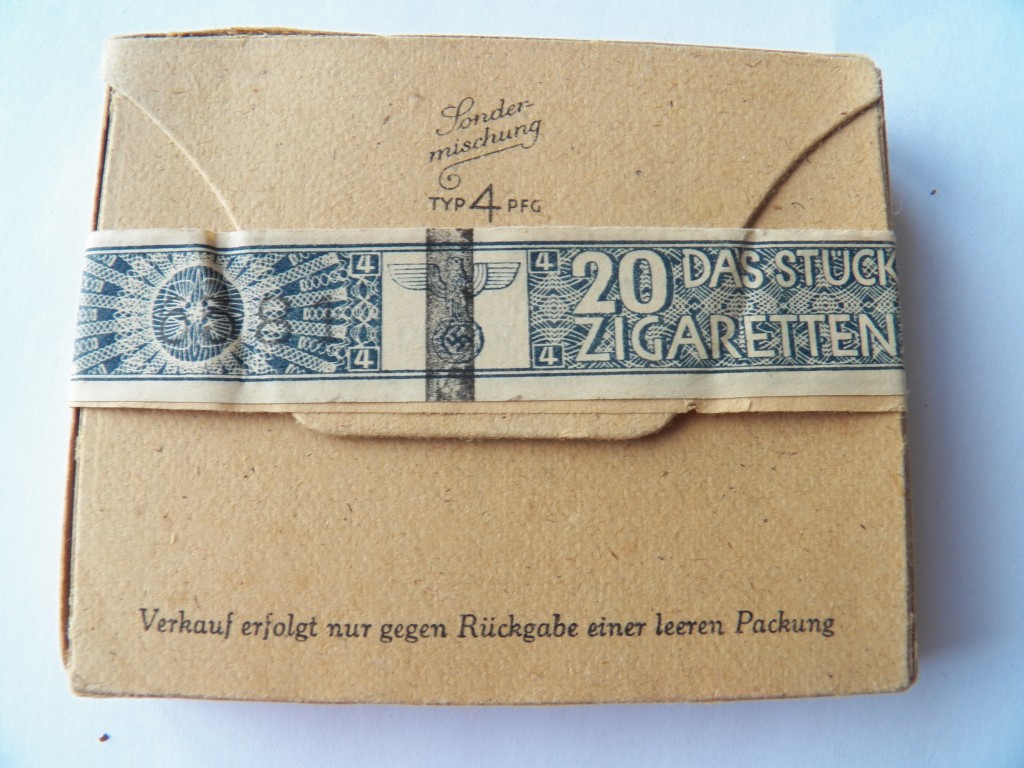 Sonder-
mischung
TYP 4 PFG
4 4 20 DAS STÜCK
4 4 ZIGARETTEN
Verkauf erfolgt nur gegen Rückgabe einer leeren Packung